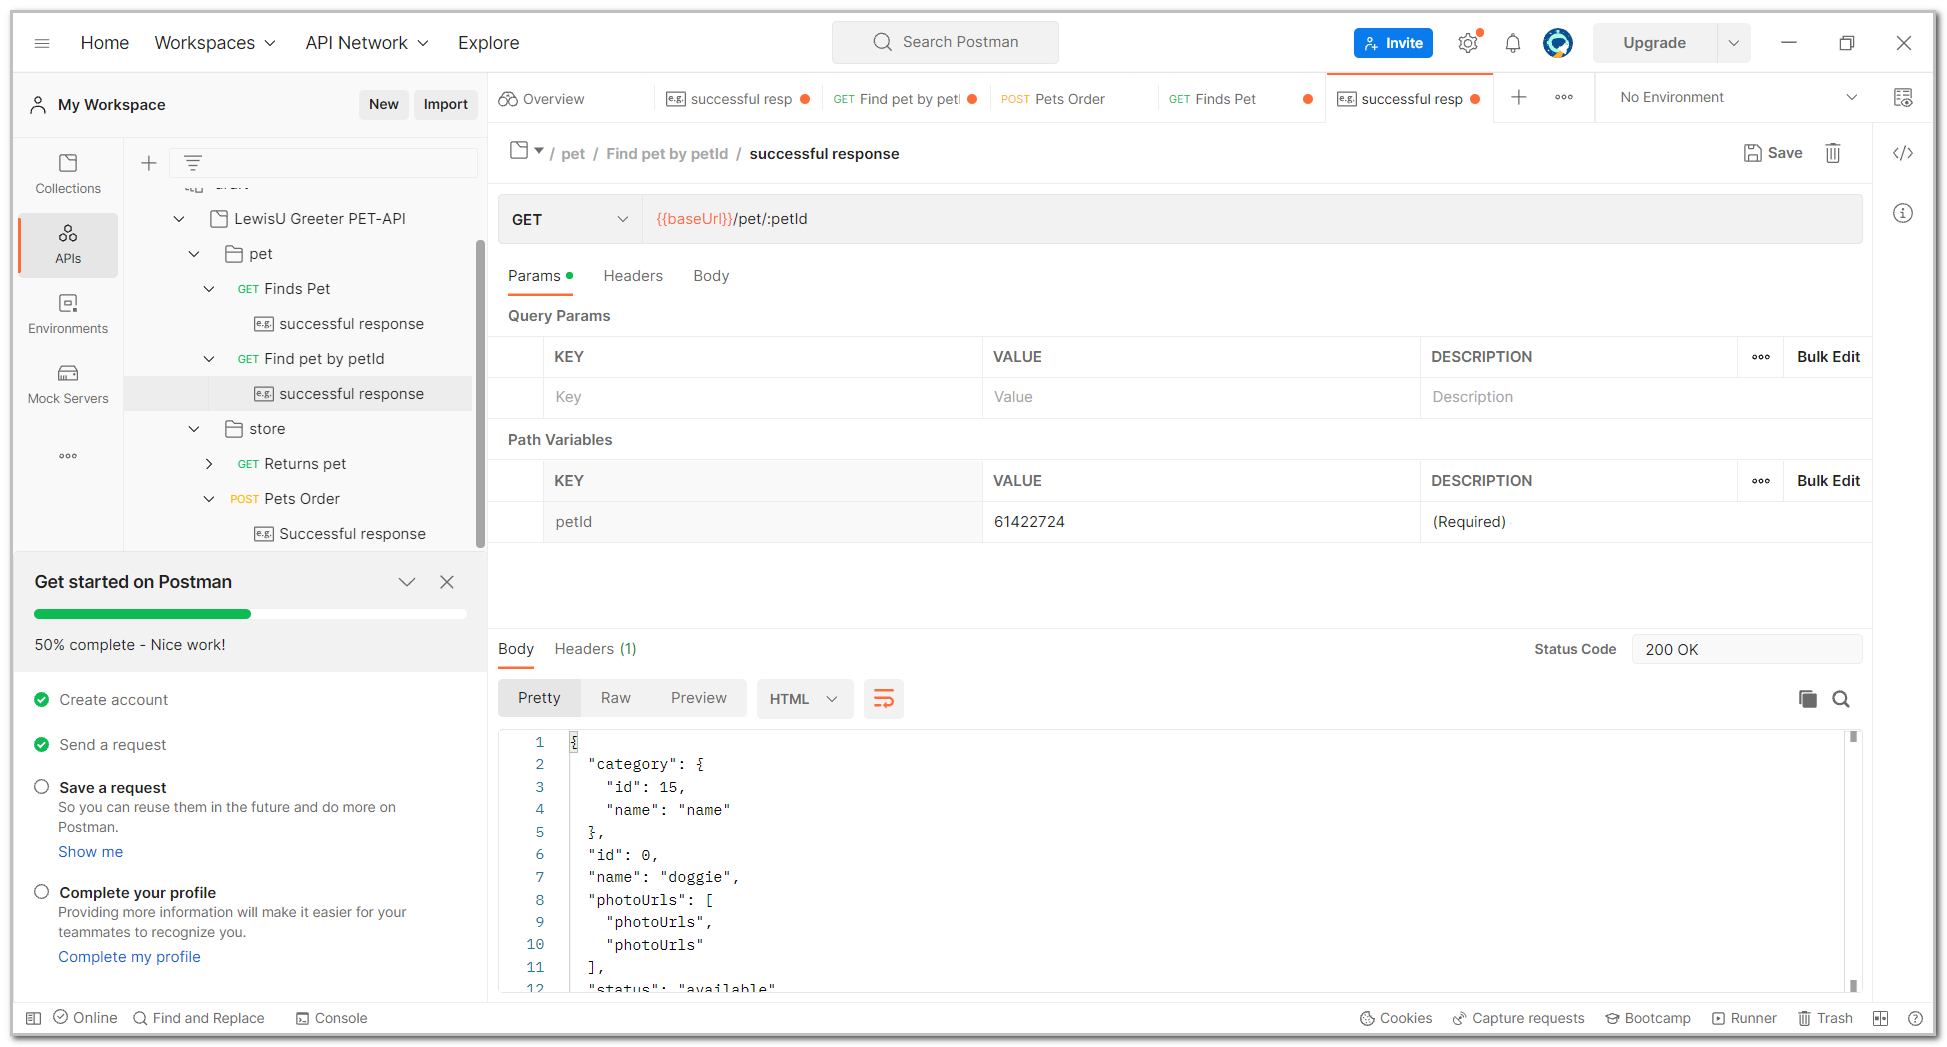 Home Workspaces API Network Explore Search Postman Invite Upgrade
My Workspace New Import
Overview e.g. successful resp GET Find pet by pet POST Pets Order GET Finds Pet e.g. successful resp No Environment
Collections
APIs
Environments
Mock Servers
LewisU Greeter PET-API
pet
GET Finds Pet
e.g. successful response
GET Find pet by petId
e.g. successful response
store
GET Returns pet
POST Pets Order
e.g. Successful response
Get started on Postman
50% complete - Nice work!
Create account
Send a request
Save a request
So you can reuse them in the future and do more on
Postman.
Show me
Complete your profile
Providing more information will make it easier for your
teammates to recognize you.
Complete my profile
/ pet / Find pet by petId / successful response Save
GET {{baseUrl}}/pet/:petId
Params Headers Body
Query Params
KEY VALUE DESCRIPTION Bulk Edit
Key Value Description
Path Variables
KEY VALUE DESCRIPTION Bulk Edit
petId 61422724 (Required)
Body Headers (1) Status Code 200 OK
Pretty Raw Preview HTML
1 {
2 "category": {
3 "id": 15,
4 "name": "name"
5 },
6 "id": 0,
7 "name": "doggie",
8 "photoUrls": [
9 "photoUrls",
10 "photoUrls"
11 ],
12 "status": "available"
Online Find and Replace Console Cookies Capture requests Bootcamp Runner Trash